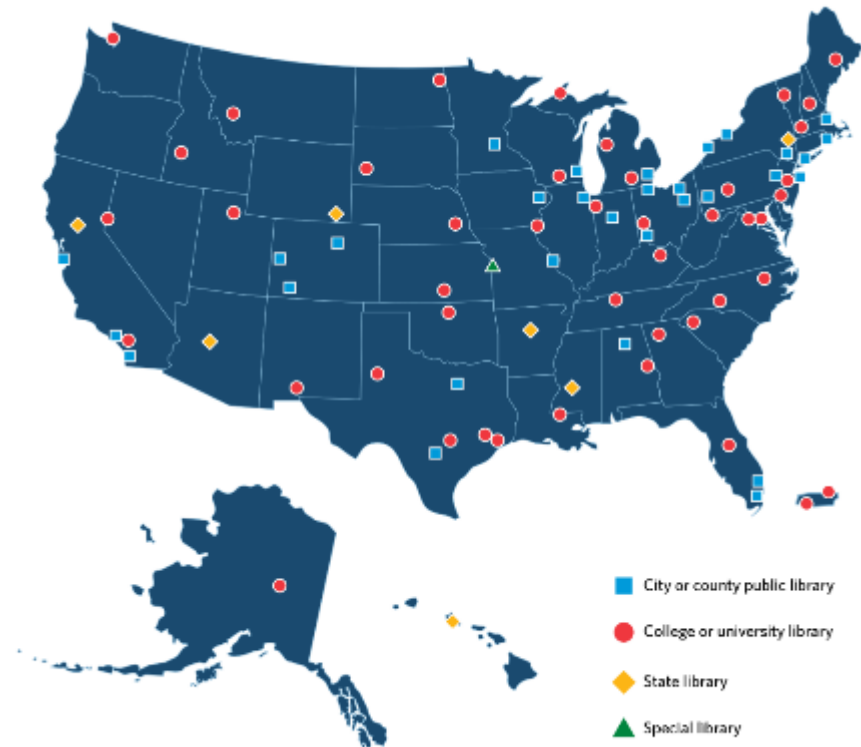 City or county public library
College or university library
State library
Special library